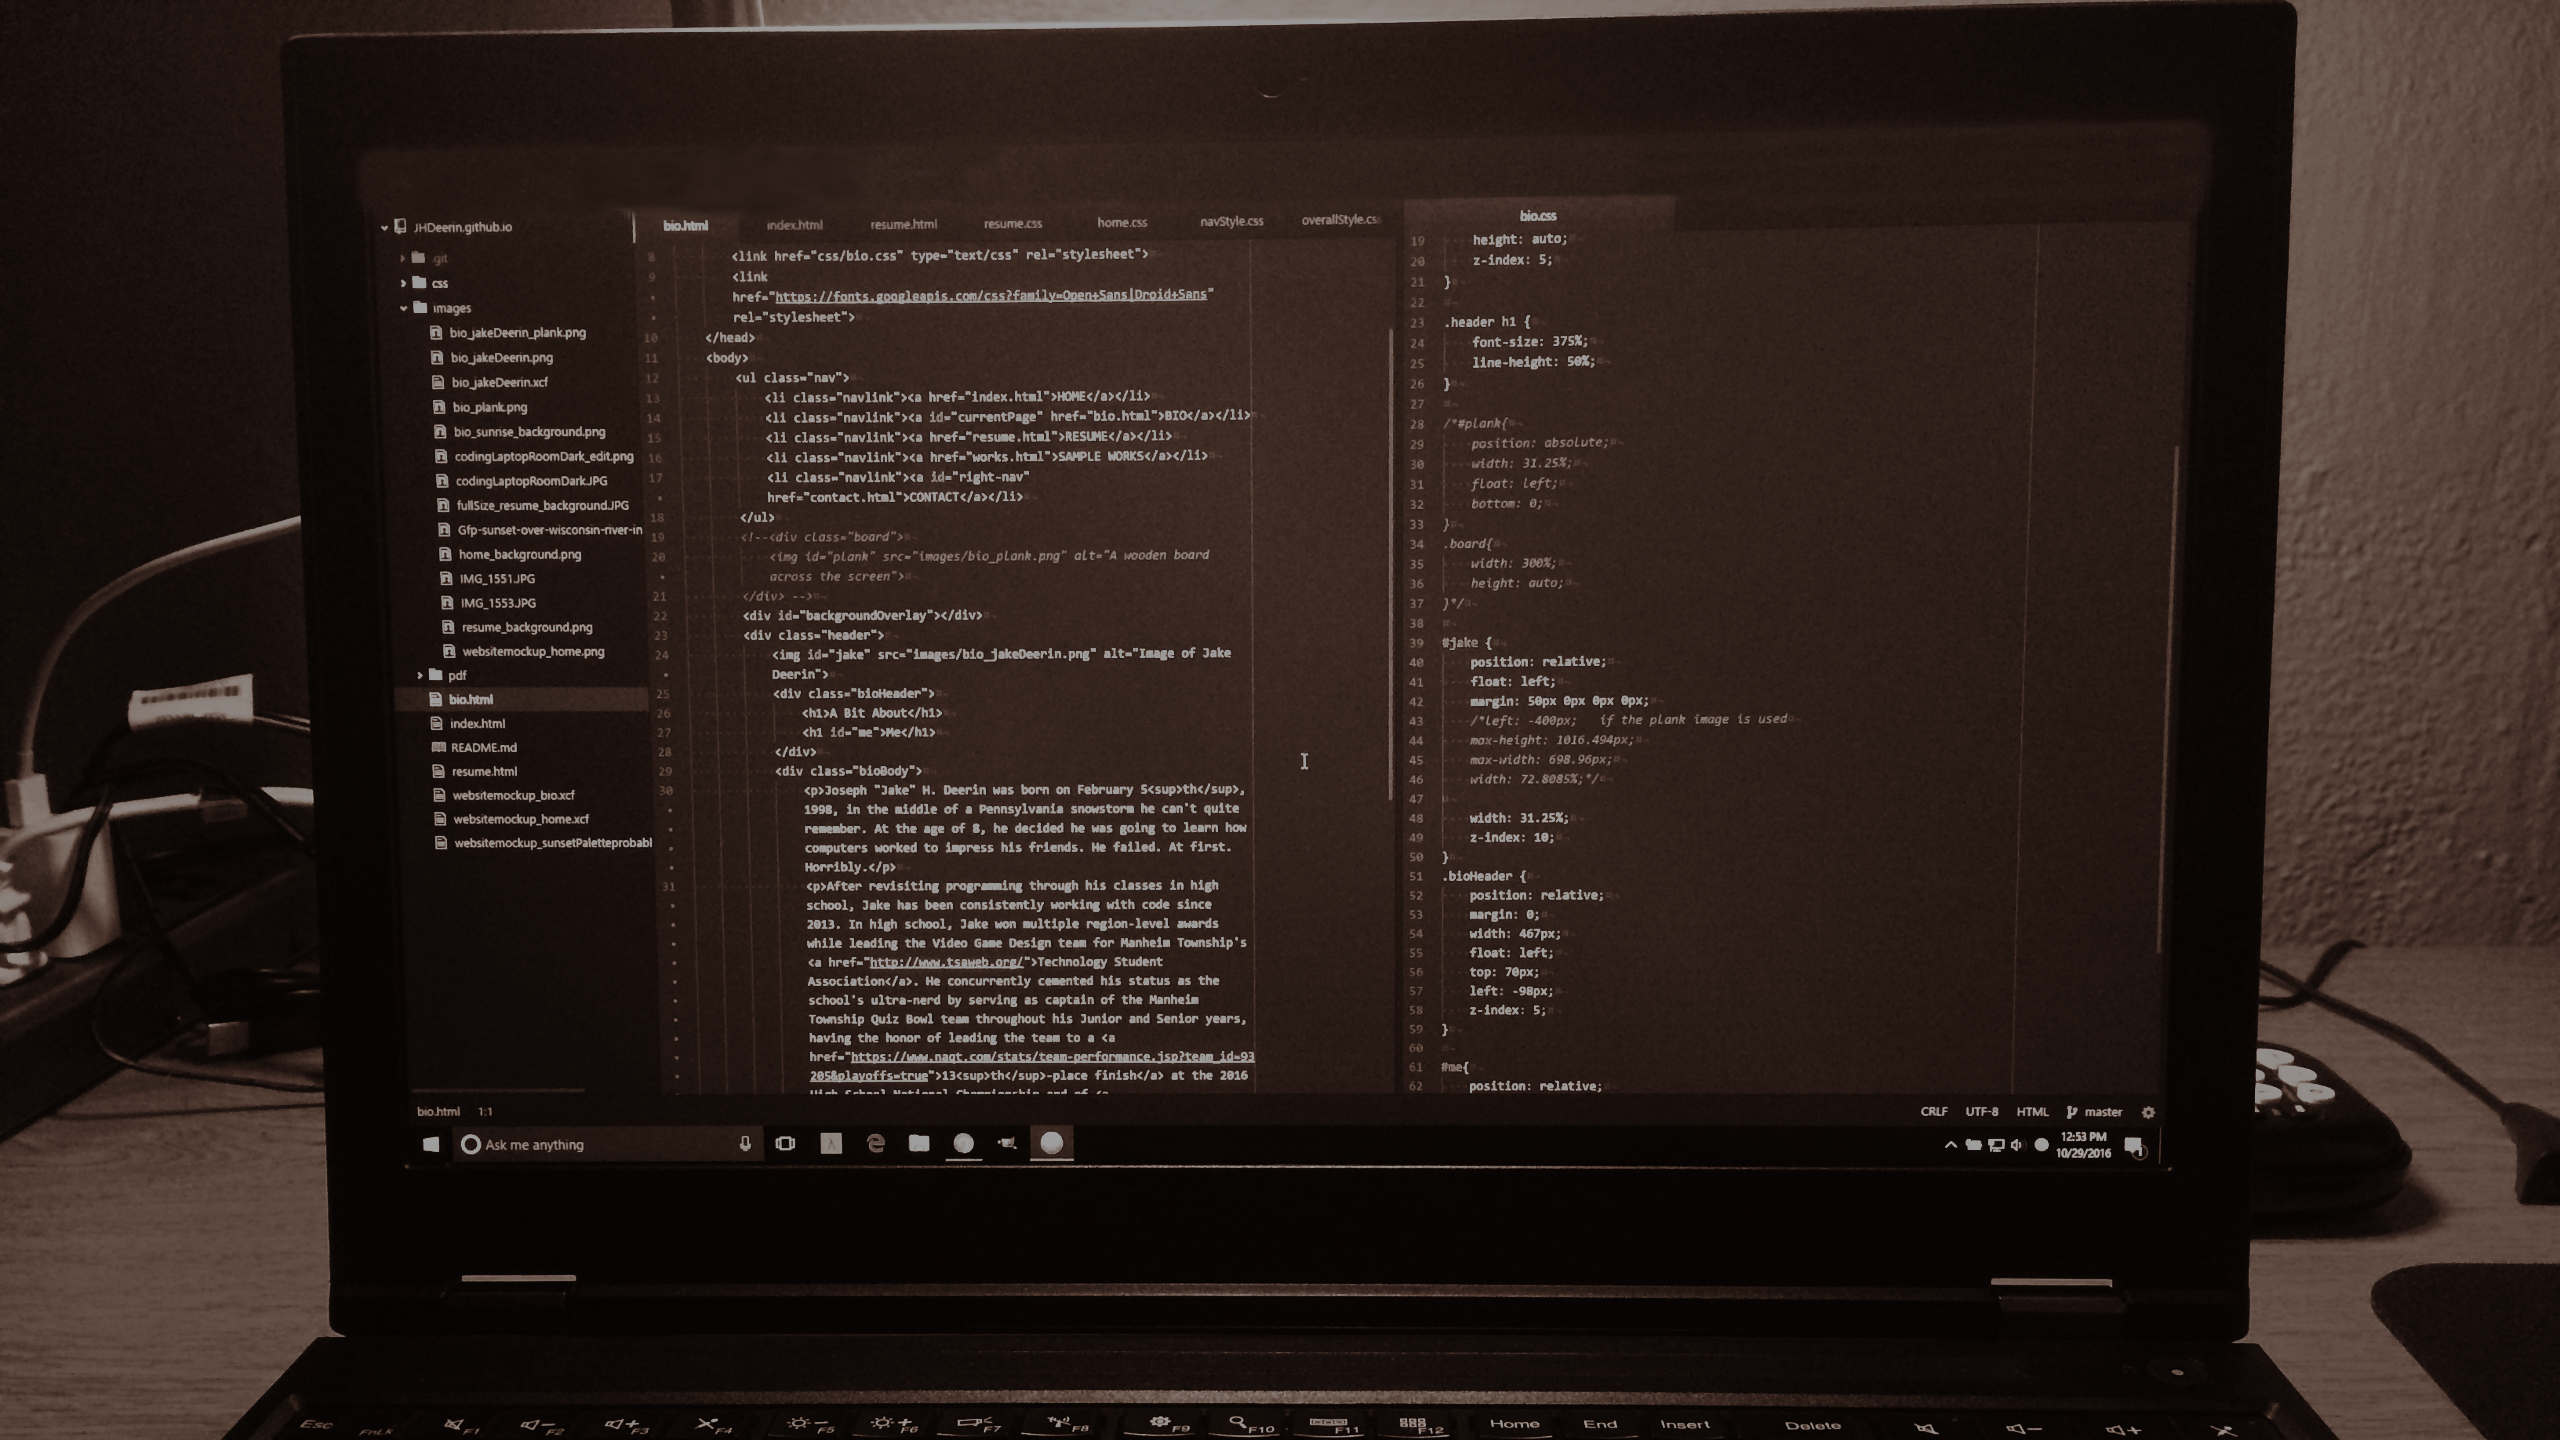 JHDeerin.github.io
.git
css
images
bio_jakeDeerin_plank.png
bio_jakeDeerin.png
bio_jakeDeerin.xcf
bio_plank.png
bio_sunrise_background.png
codingLaptopRoomDark_edit.png
codingLaptopRoomDark.JPG
fullSize_resume_background.JPG
Gfp-sunset-over-wisconsin-river-in
home_background.png
IMG_1551.JPG
IMG_1553.JPG
resume_background.png
websitemockup_home.png
pdf
bio.html
index.html
README.md
resume.html
websitemockup_bio.xcf
websitemockup_home.xcf
websitemockup_sunsetPaletteprobabl
bio.html index.html resume.html resume.css home.css navStyle.css overallStyle.cs
8 <link href="css/bio.css" type="text/css" rel="stylesheet">
9 <link
href="https://fonts.googleapis.com/css?family=Open+Sans|Droid+Sans"
rel="stylesheet">
10 </head>
11 <body>
12 <ul class="nav">
13 <li class="navlink"><a href="index.html">HOME</a></li>
14 <li class="navlink"><a id="currentPage" href="bio.html">BIO</a></li>
15 <li class="navlink"><a href="resume.html">RESUME</a></li>
16 <li class="navlink"><a href="works.html">SAMPLE WORKS</a></li>
17 <li class="navlink"><a id="right-nav"
href="contact.html">CONTACT</a></li>
18 </ul>
19 <!--<div class="board">
20 <img id="plank" src="images/bio_plank.png" alt="A wooden board
across the screen">
21 </div> -->
22 <div id="backgroundOverlay"></div>
23 <div class="header">
24 <img id="jake" src="images/bio_jakeDeerin.png" alt="Image of Jake
Deerin">
25 <div class="bioHeader">
26 <h1>A Bit About</h1>
27 <h1 id="me">Me</h1>
28 </div>
29 <div class="bioBody">
30 <p>Joseph "Jake" H. Deerin was born on February 5<sup>th</sup>,
1998, in the middle of a Pennsylvania snowstorm he can't quite
remember. At the age of 8, he decided he was going to learn how
computers worked to impress his friends. He failed. At first.
Horribly.</p>
31 <p>After revisiting programming through his classes in high
school, Jake has been consistently working with code since
2013. In high school, Jake won multiple region-level awards
while leading the Video Game Design team for Manheim Township's
<a href="http://www.tsaweb.org/">Technology Student
Association</a>. He concurrently cemented his status as the
school's ultra-nerd by serving as captain of the Manheim
Township Quiz Bowl team throughout his Junior and Senior years,
having the honor of leading the team to a <a
href="https://www.naqt.com/stats/team-performance.jsp?team_id=93
205&playoffs=true">13<sup>th</sup>-place finish</a> at the 2016
High School National Championship and of <a
bio.css
19 height: auto;
20 z-index: 5;
21 }
22
23 .header h1 {
24 font-size: 375%;
25 line-height: 50%;
26 }
27
28 /*#plank{
29 position: absolute;
30 width: 31.25%;
31 float: left;
32 bottom: 0;
33 }
34 .board{
35 width: 300%;
36 height: auto;
37 }*/
38
39 #jake {
40 position: relative;
41 float: left;
42 margin: 50px 0px 0px 0px;
43 /*left: -400px; if the plank image is used
44 max-height: 1016.494px;
45 max-width: 698.96px;
46 width: 72.8085%;*/
47
48 width: 31.25%;
49 z-index: 10;
50 }
51 .bioHeader {
52 position: relative;
53 margin: 0;
54 width: 467px;
55 float: left;
56 top: 70px;
57 left: -98px;
58 z-index: 5;
59 }
60
61 #me{
62 position: relative;
bio.html 1:1
CRLF UTF-8 HTML master
Ask me anything
12:53 PM
10/29/2016
Esc FnLk F1 F2 F3 F4 F5 F6 F7 F8 F9 F10 F11 F12 Home End Insert Delete